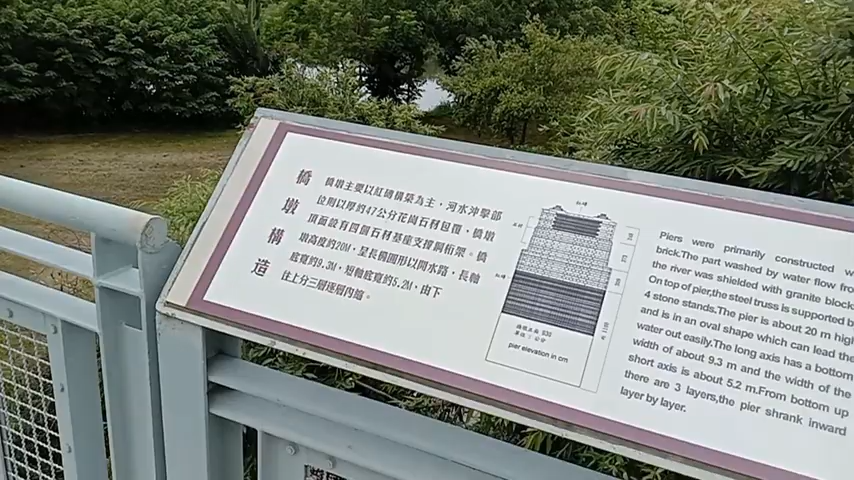 橋墩構造
橋墩主要以紅磚構築為主，河水沖擊部
位則以厚約47公分花崗石材包覆，橋墩
頂面設有四個石材基座支撐鋼桁架。橋
墩高度約20M，呈長橢圓形以開水路，長軸
底寬約9.3M，短軸底寬約5.2M，由下
往上分三層逐層內縮。
pier elevation in cm
Piers were primarily constructed w
brick.The part washed by water flow from
the river was shielded with granite block
On top of pier,the steel truss is supported b
4 stone stands.The pier is about 20 m high
and is in an oval shape which can lead the
water out easily.The long axis has a bottom
width of about 9.3 m and the width of the
short axis is about 5.2 m.From bottom up
there are 3 layers,the pier shrank inward
layer by layer.